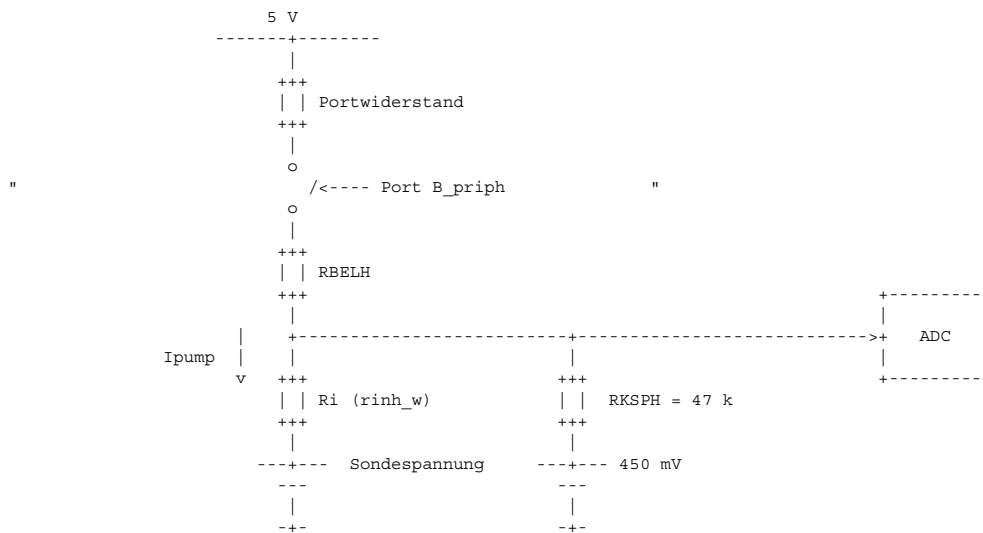 5 V
Portwiderstand
" /<---- Port B_priph "
RBELH
ADC
Ipump
Ri (rinh_w) RKSPH = 47 k
Sondespannung 450 mV